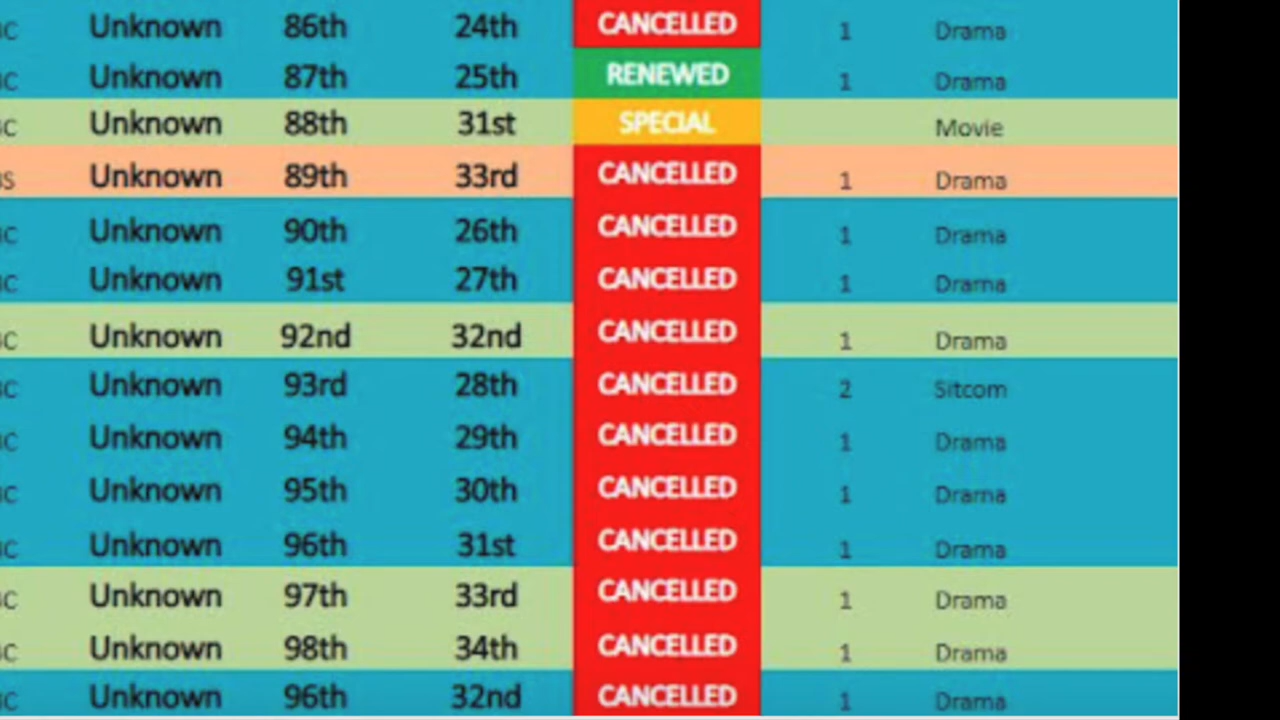 C Unknown 86th 24th CANCELLED 1 Drama
C Unknown 87th 25th RENEWED 1 Drama
C Unknown 88th 31st SPECIAL Movie
S Unknown 89th 33rd CANCELLED 1 Drama
C Unknown 90th 26th CANCELLED 1 Drama
C Unknown 91st 27th CANCELLED 1 Drama
C Unknown 92nd 32nd CANCELLED 1 Drama
C Unknown 93rd 28th CANCELLED 2 Sitcom
C Unknown 94th 29th CANCELLED 1 Drama
C Unknown 95th 30th CANCELLED 1 Drama
C Unknown 96th 31st CANCELLED 1 Drama
C Unknown 97th 33rd CANCELLED 1 Drama
C Unknown 98th 34th CANCELLED 1 Drama
C Unknown 96th 32nd CANCELLED 1 Drama